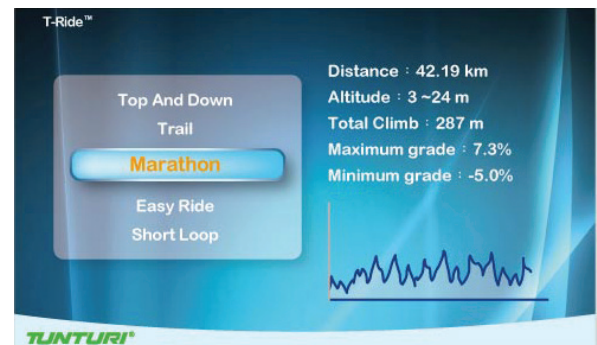 T-Ride™
Top And Down
Trail
Marathon
Easy Ride
Short Loop
Distance : 42.19 km
Altitude : 3 ~24 m
Total Climb : 287 m
Maximum grade : 7.3%
Minimum grade : -5.0%
TUNTURI®